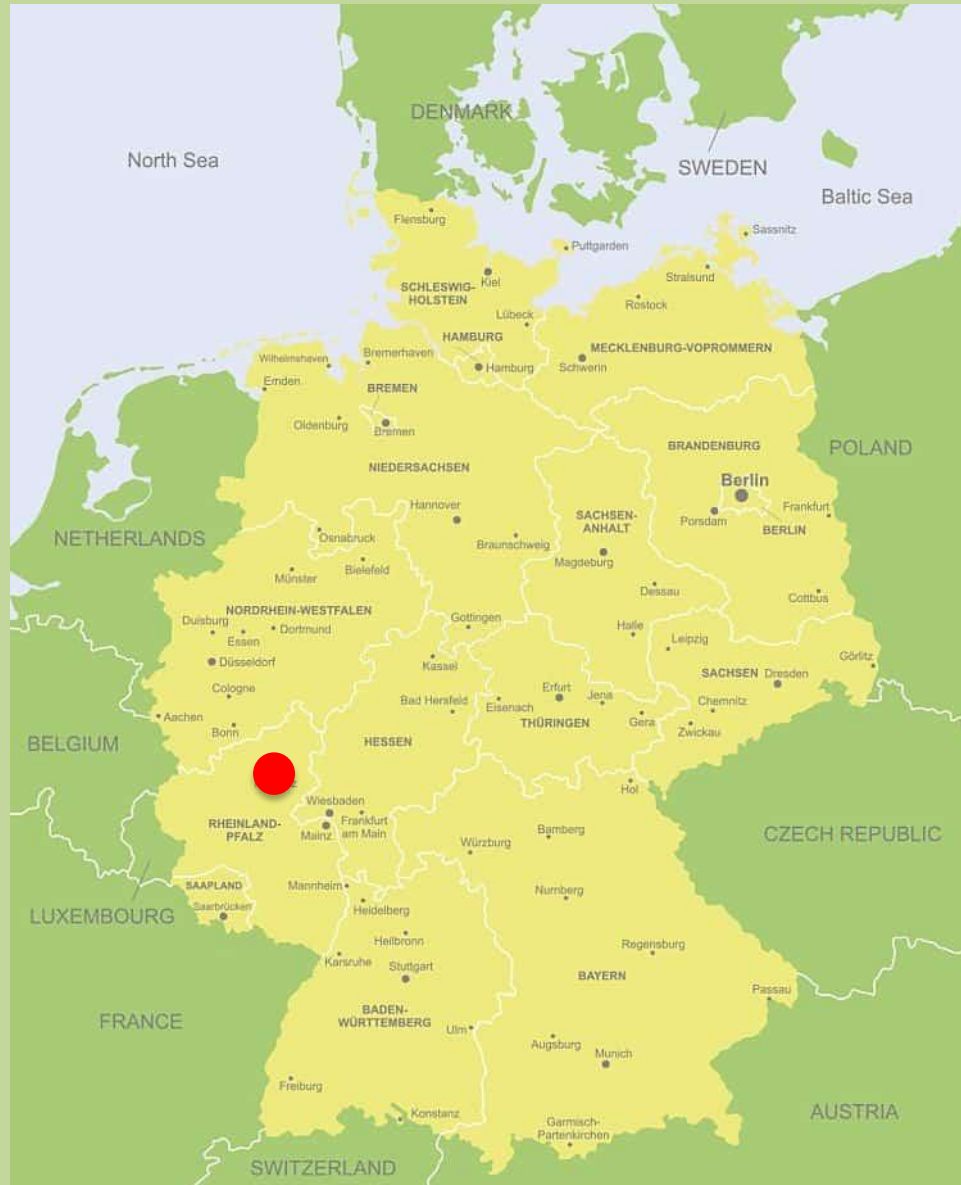 DENMARK
North Sea
SWEDEN
Baltic Sea
Flensburg
Sassnitz
Puttgarden
Kiel
Stralsund
SCHLESWIG-
HOLSTEIN
Rostock
Lübeck
HAMBURG
MECKLENBURG-VOPROMMERN
Wilhelmshaven
Bremerhaven
Hamburg
Schwerin
Emden
BREMEN
Oldenburg
Bremen
BRANDENBURG
POLAND
NIEDERSACHSEN
Berlin
Hannover
Porsdam
Frankfurt
SACHSEN-
ANHALT
BERLIN
NETHERLANDS
Osnabruck
Braunschweig
Magdeburg
Bielefeld
Münster
Dessau
Cottbus
NORDRHEIN-WESTFALEN
Duisburg
Dortmund
Gottingen
Halle
Essen
Leipzig
Düsseldorf
Kassel
Görlitz
SACHSEN
Dresden
Cologne
Bad Hersfeld
Erfurt
Jena
Eisenach
Chemnitz
Aachen
THÜRINGEN
Gera
Zwickau
Bonn
BELGIUM
HESSEN
z
Hol
Wiesbaden
RHEINLAND-
PFALZ
Mainz
Frankfurt
am Main
Bamberg
CZECH REPUBLIC
Würzburg
SAAPLAND
Mannheim
Nurnberg
Saarbrücken
Heidelberg
LUXEMBOURG
Heilbronn
Regensburg
Karsruhe
Stuttgart
BAYERN
Passau
FRANCE
BADEN-
WÜRTTEMBERG
Ulm
Augsburg
Munich
Freiburg
Konstanz
Garmisch-
Partenkirchen
AUSTRIA
SWITZERLAND